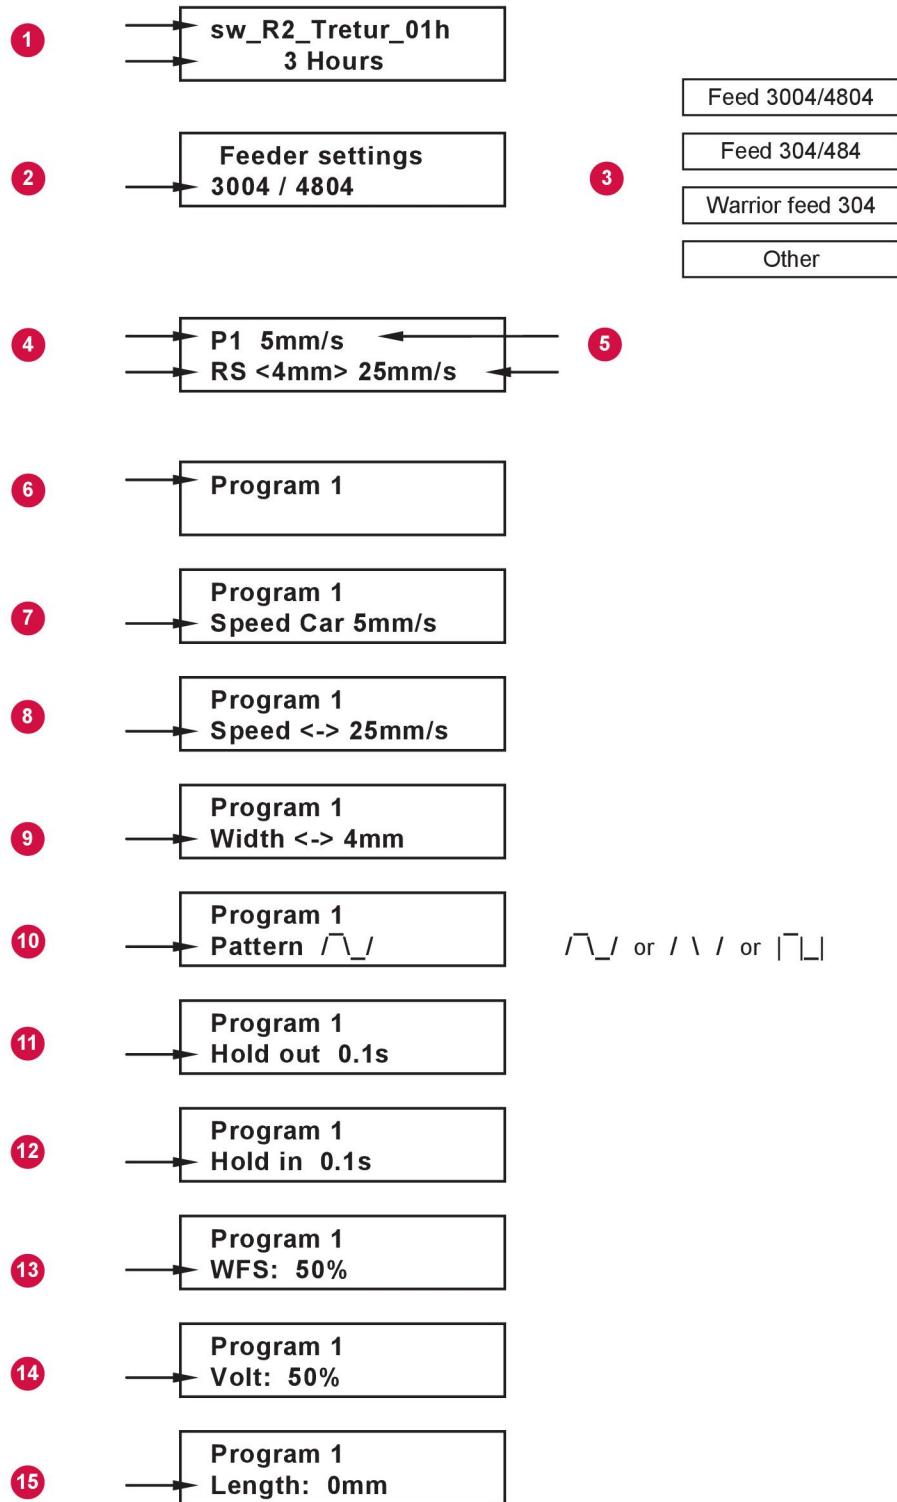 1
sw_R2_Tretur_01h
3 Hours
2
Feeder settings
3004 / 4804
3
Feed 3004/4804
Feed 304/484
Warrior feed 304
Other
4
P1 5mm/s
RS <4mm> 25mm/s
5
6
Program 1
7
Program 1
Speed Car 5mm/s
8
Program 1
Speed <-> 25mm/s
9
Program 1
Width <-> 4mm
10
Program 1
Pattern /‾\_/
/‾\_/ or / \ / or |‾|_|
11
Program 1
Hold out 0.1s
12
Program 1
Hold in 0.1s
13
Program 1
WFS: 50%
14
Program 1
Volt: 50%
15
Program 1
Length: 0mm